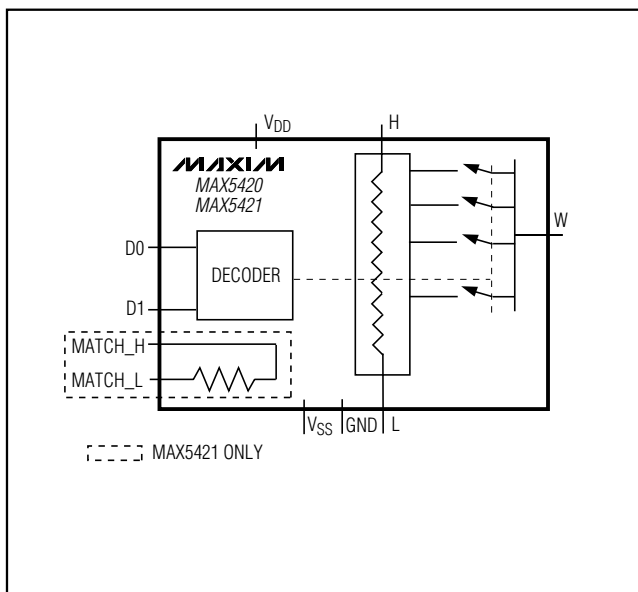 VDD
H
MAXIM
MAX5420
MAX5421
W
D0
DECODER
D1
MATCH_H
MATCH_L
VSS
GND
L
MAX5421 ONLY